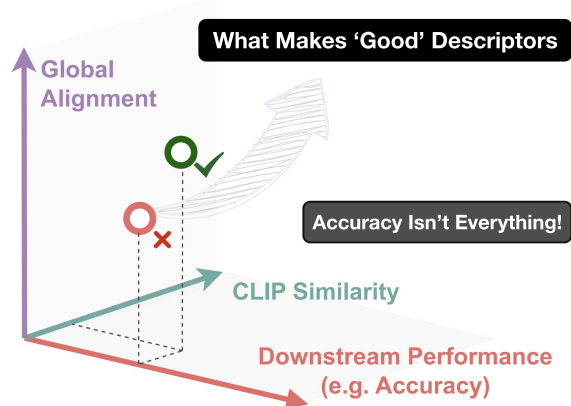 What Makes ‘Good’ Descriptors
Global
Alignment
Accuracy Isn’t Everything!
CLIP Similarity
Downstream Performance
(e.g. Accuracy)